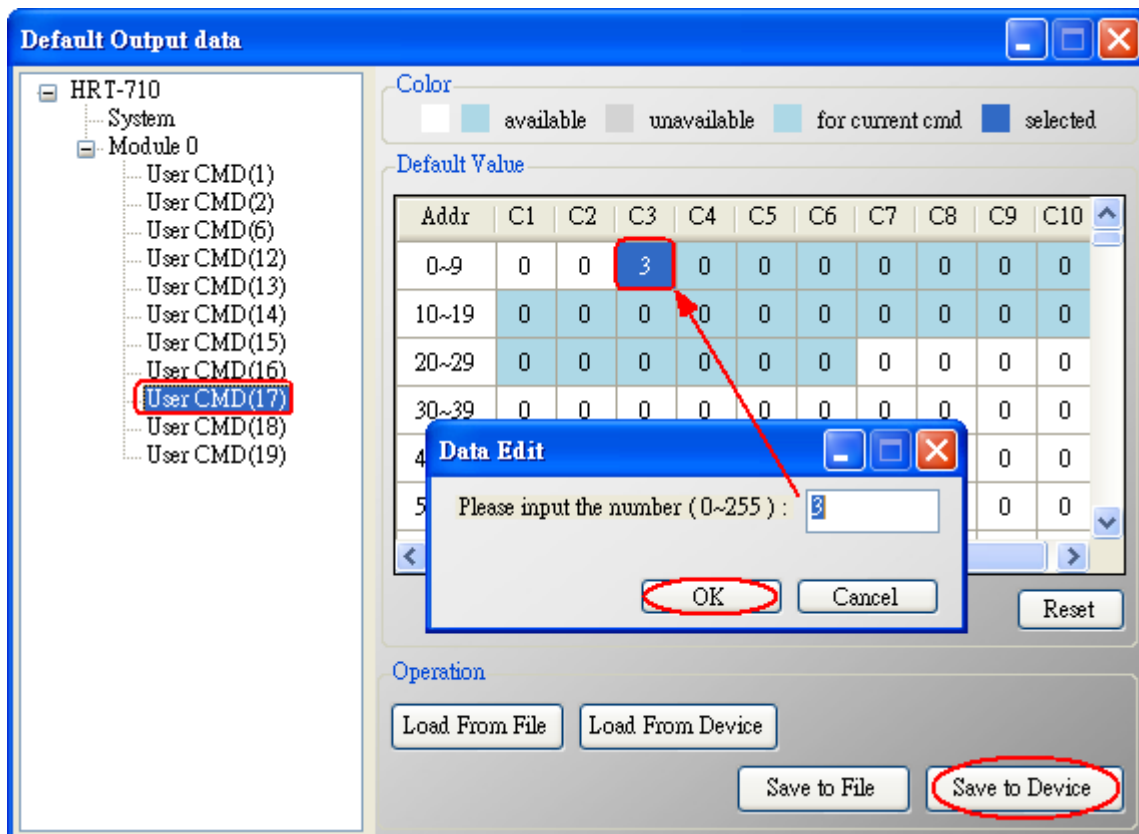 Default Output data
HRT-710
System
Module 0
User CMD(1)
User CMD(2)
User CMD(6)
User CMD(12)
User CMD(13)
User CMD(14)
User CMD(15)
User CMD(16)
User CMD(17)
User CMD(18)
User CMD(19)
Color
available unavailable for current cmd selected
Default Value
Addr C1 C2 C3 C4 C5 C6 C7 C8 C9 C10
0~9 0 0 3 0 0 0 0 0 0 0
10~19 0 0 0 0 0 0 0 0 0 0
20~29 0 0 0 0 0 0 0 0 0 0
30~39 0 0 0 0 0 0 0 0 0 0
4 0 0
5 0 0
Data Edit
Please input the number ( 0~255 ) : 3
OK Cancel
Reset
Operation
Load From File Load From Device
Save to File Save to Device